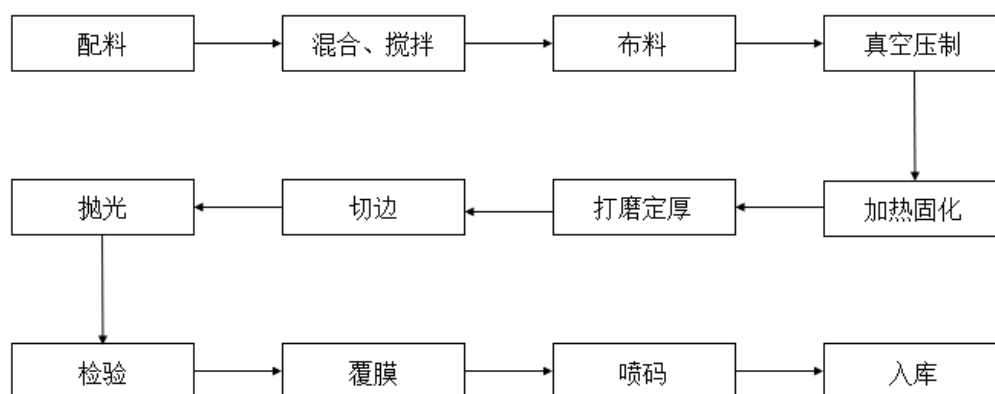 配料
混合、搅拌
布料
真空压制
加热固化
打磨定厚
切边
抛光
检验
覆膜
喷码
入库